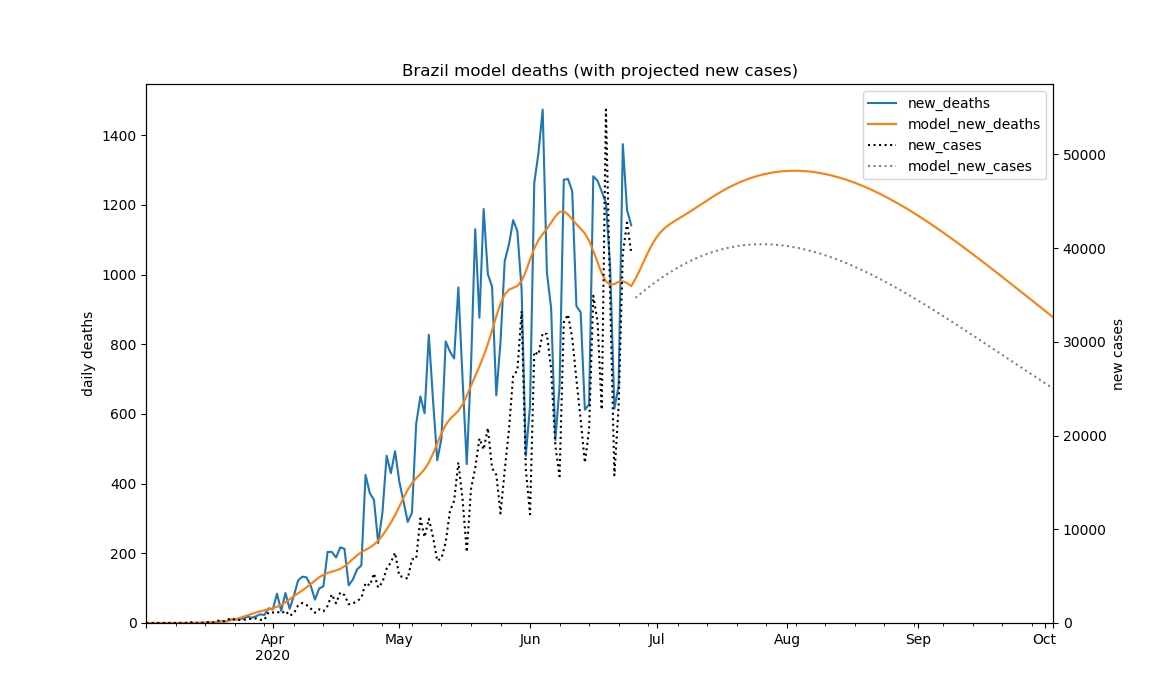 Brazil model deaths (with projected new cases)
new_deaths
model_new_deaths
new_cases
model_new_cases
daily deaths
1400
1200
1000
800
600
400
200
0
50000
40000
30000
20000
10000
0
new cases
Apr
2020
May
Jun
Jul
Aug
Sep
Oct